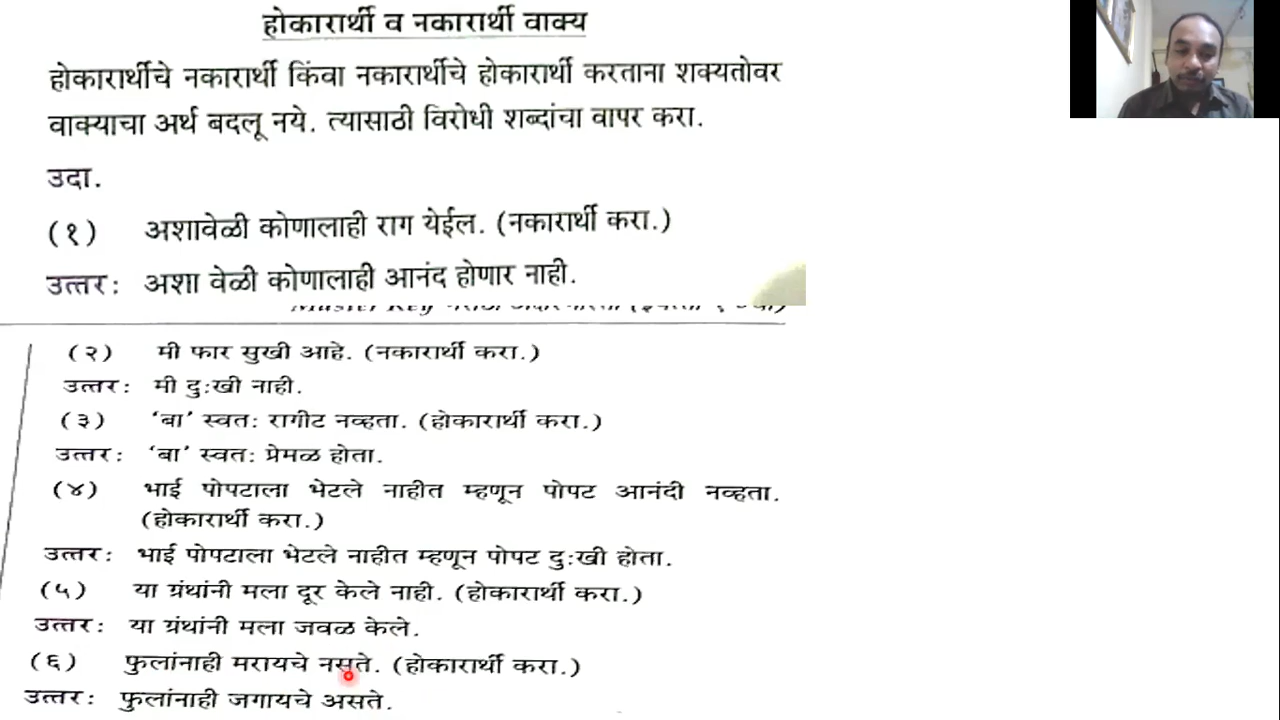 होकारार्थी व नकारार्थी वाक्य
होकारार्थीचे नकारार्थी किंवा नकारार्थीचे होकारार्थी करताना शक्यतोवर
वाक्याचा अर्थ बदलू नये. त्यासाठी विरोधी शब्दांचा वापर करा.
उदा.
(१) अशावेळी कोणालाही राग येईल. (नकारार्थी करा.)
उत्तर: अशा वेळी कोणालाही आनंद होणार नाही.
Master Key
(२) मी फार सुखी आहे. (नकारार्थी करा.)
उत्तर: मी दु:खी नाही.
(३) ‘बा’ स्वत: रागीट नव्हता. (होकारार्थी करा.)
उत्तर: ‘बा’ स्वत: प्रेमळ होता.
(४) भाई पोपटाला भेटले नाहीत म्हणून पोपट आनंदी नव्हता.
(होकारार्थी करा.)
उत्तर: भाई पोपटाला भेटले नाहीत म्हणून पोपट दु:खी होता.
(५) या ग्रंथांनी मला दूर केले नाही. (होकारार्थी करा.)
उत्तर: या ग्रंथांनी मला जवळ केले.
(६) फुलांनाही मरायचे नसते. (होकारार्थी करा.)
उत्तर: फुलांनाही जगायचे असते.